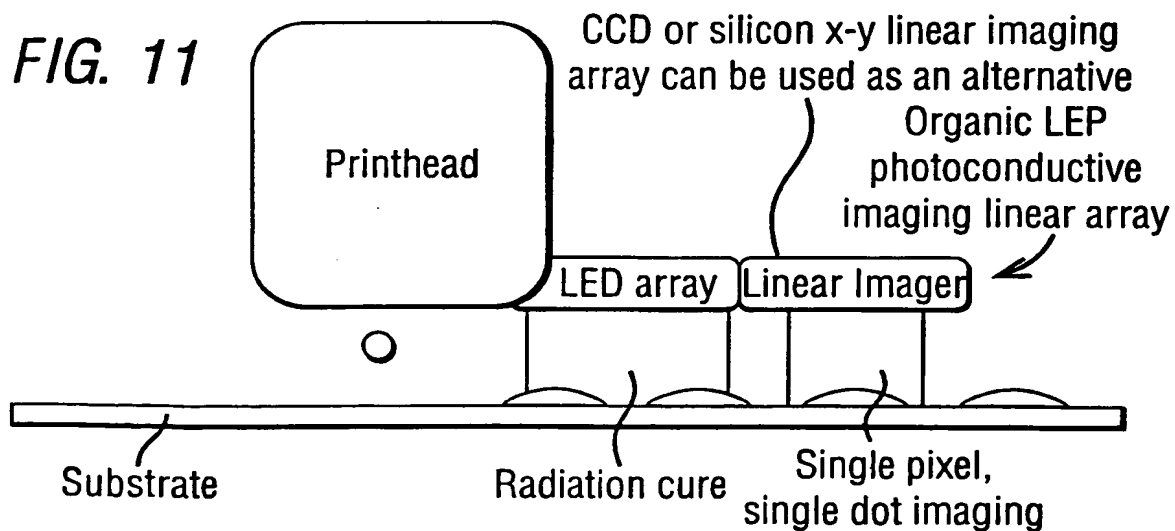 FIG. 11
CCD or silicon x-y linear imaging
array can be used as an alternative
Organic LEP
photoconductive
imaging linear array
Printhead
LED array
Linear Imager
Substrate
Radiation cure
Single pixel,
single dot imaging